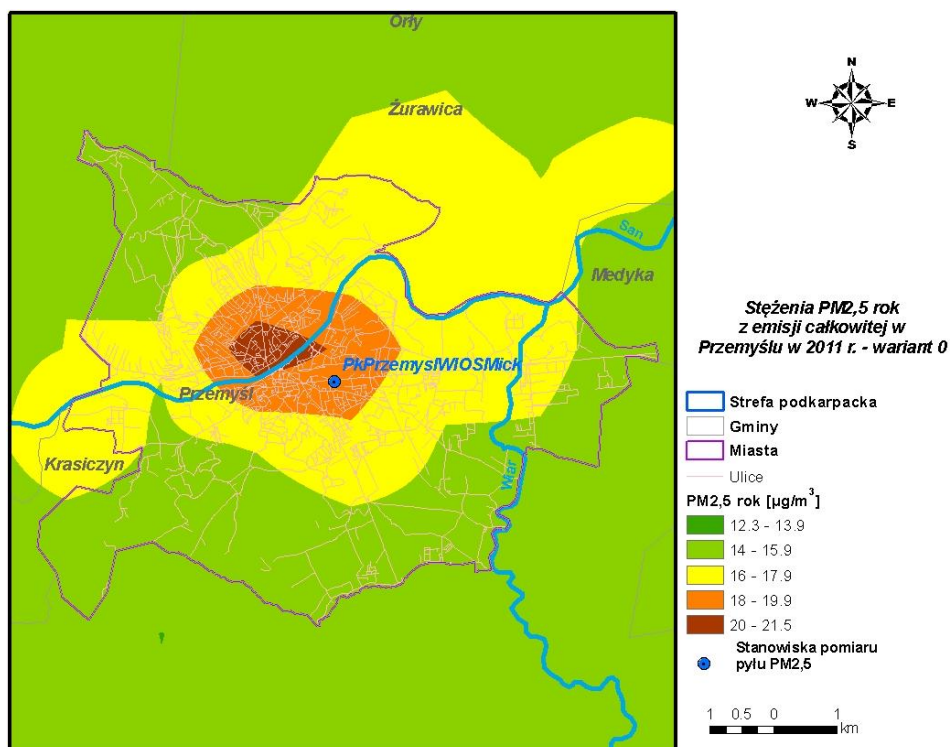 Orły
Żurawica
San
Medyka
PkPrzemyslWIOSMick
Przemyśl
Krasiczyn
Wiar
N
W E
S
Stężenia PM2,5 rok
z emisji całkowitej w
Przemyślu w 2011 r. - wariant 0
Strefa podkarpacka
Gminy
Miasta
Ulice
PM2,5 rok [µg/m³]
12.3 - 13.9
14 - 15.9
16 - 17.9
18 - 19.9
20 - 21.5
Stanowiska pomiaru
pyłu PM2,5
1 0.5 0 1
km